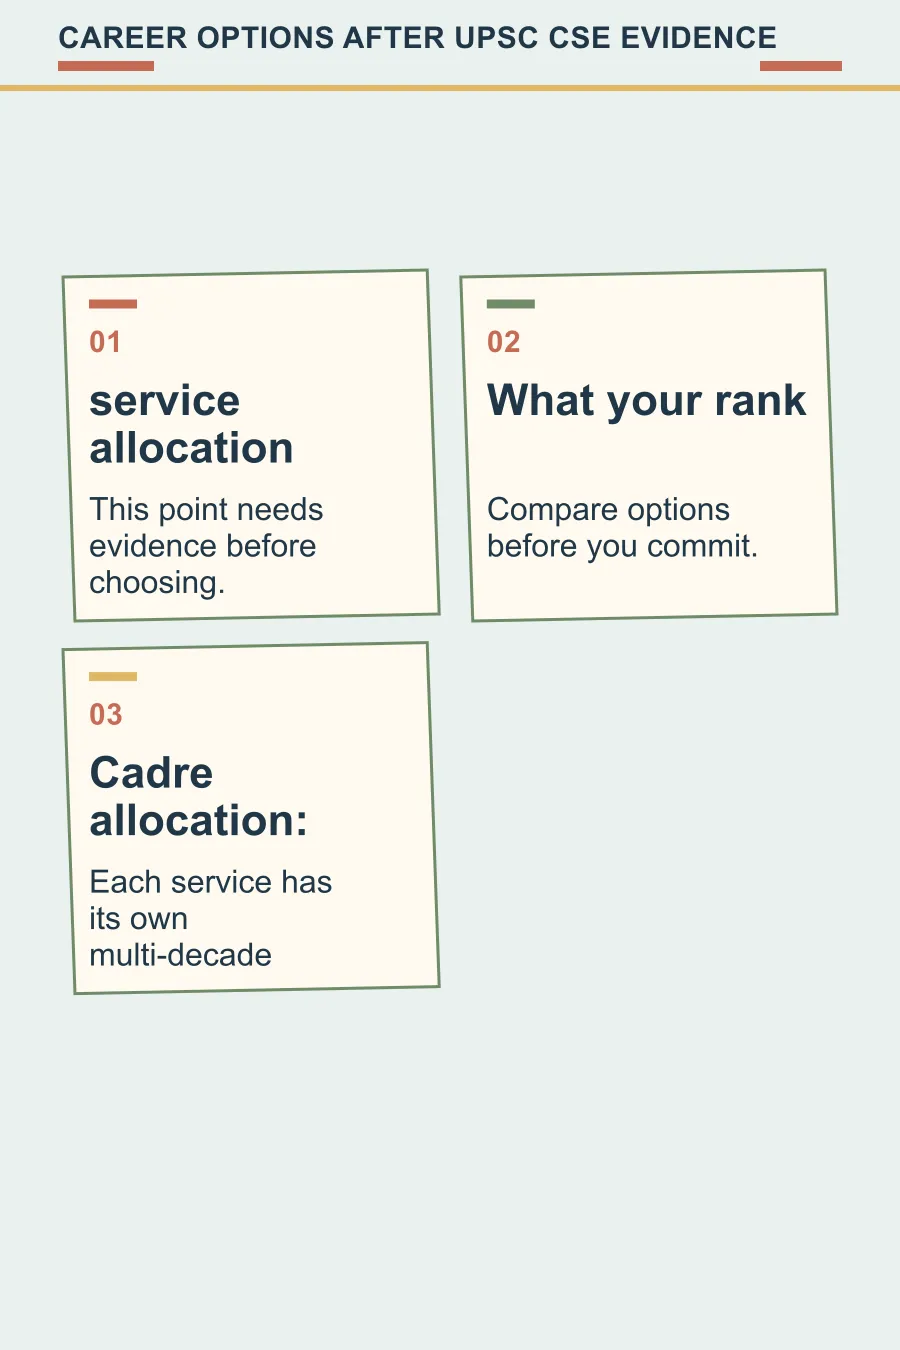 CAREER OPTIONS AFTER UPSC CSE EVIDENCE
01
service
allocation
This point needs
evidence before
choosing.
02
What your rank
Compare options
before you commit.
03
Cadre
allocation:
Each service has
its own
multi-decade